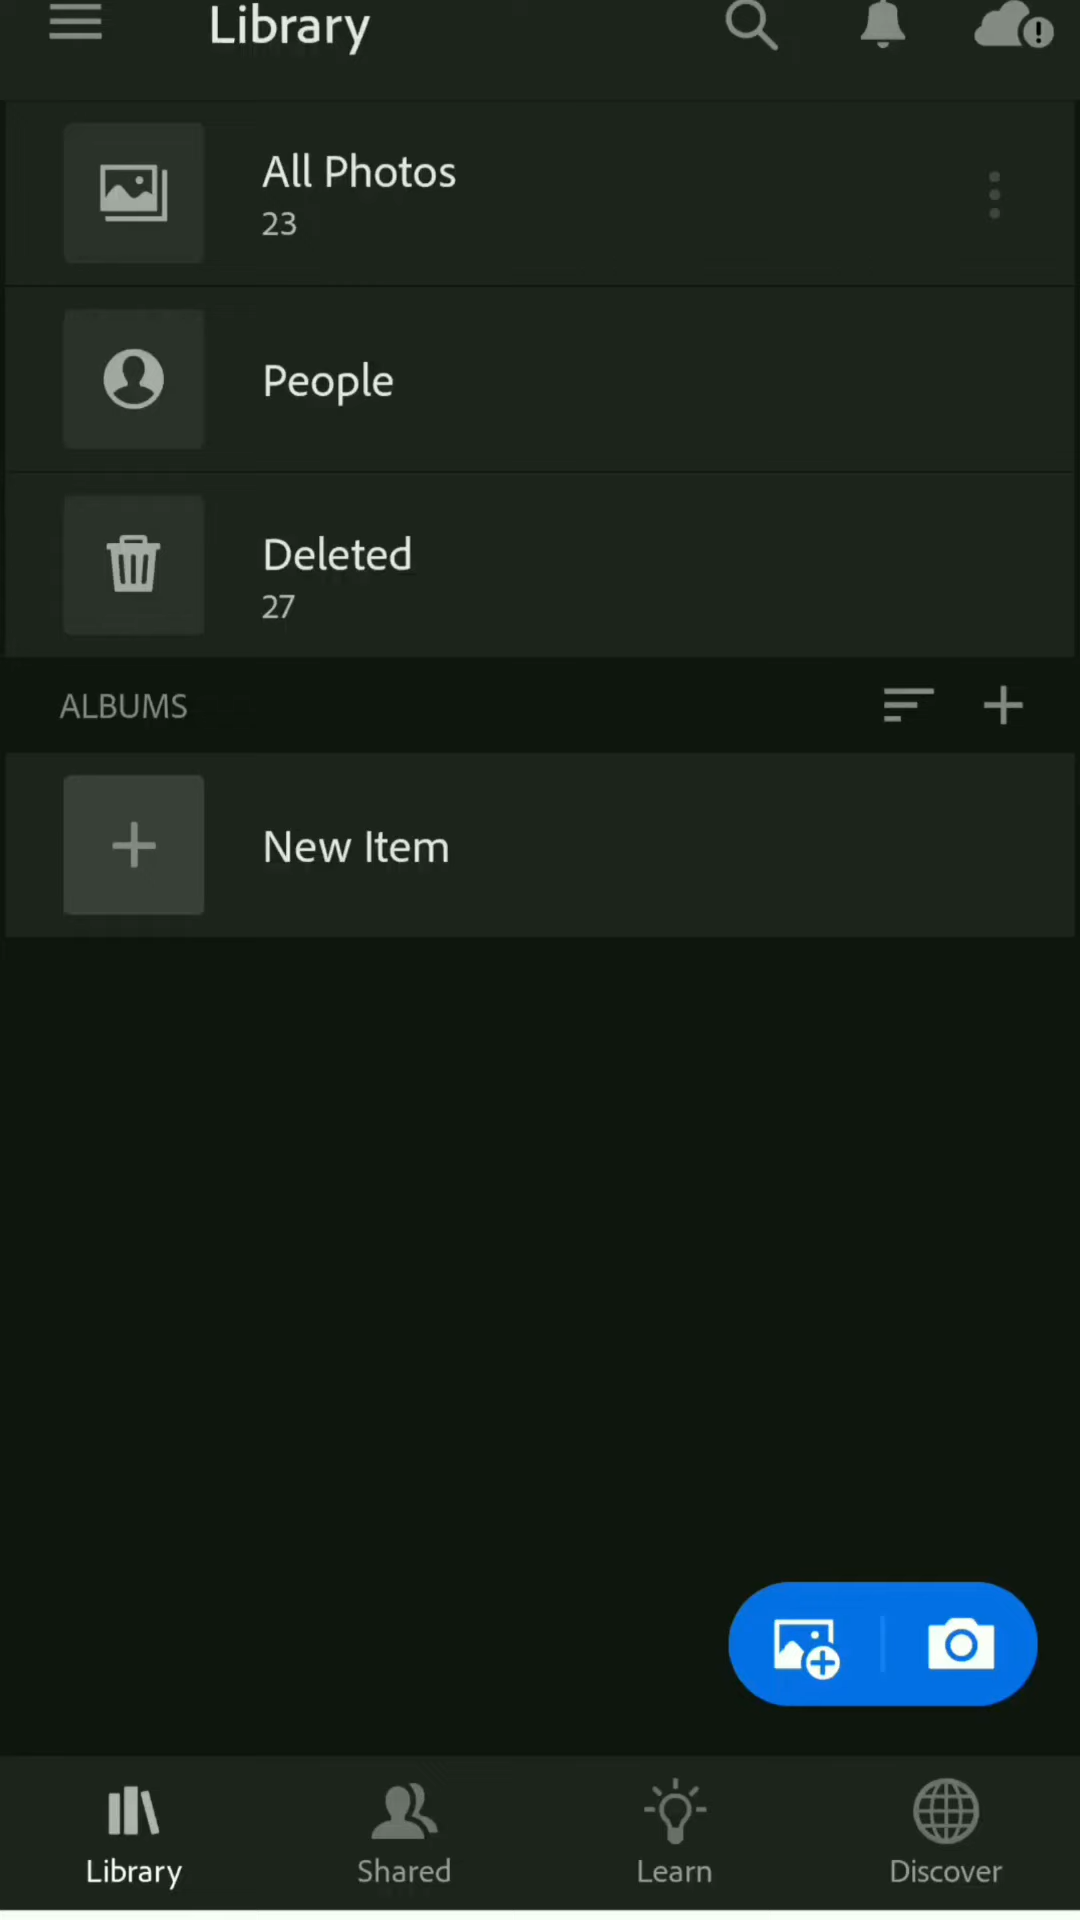 Library
All Photos
23
People
Deleted
27
ALBUMS
New Item
Library
Shared
Learn
Discover